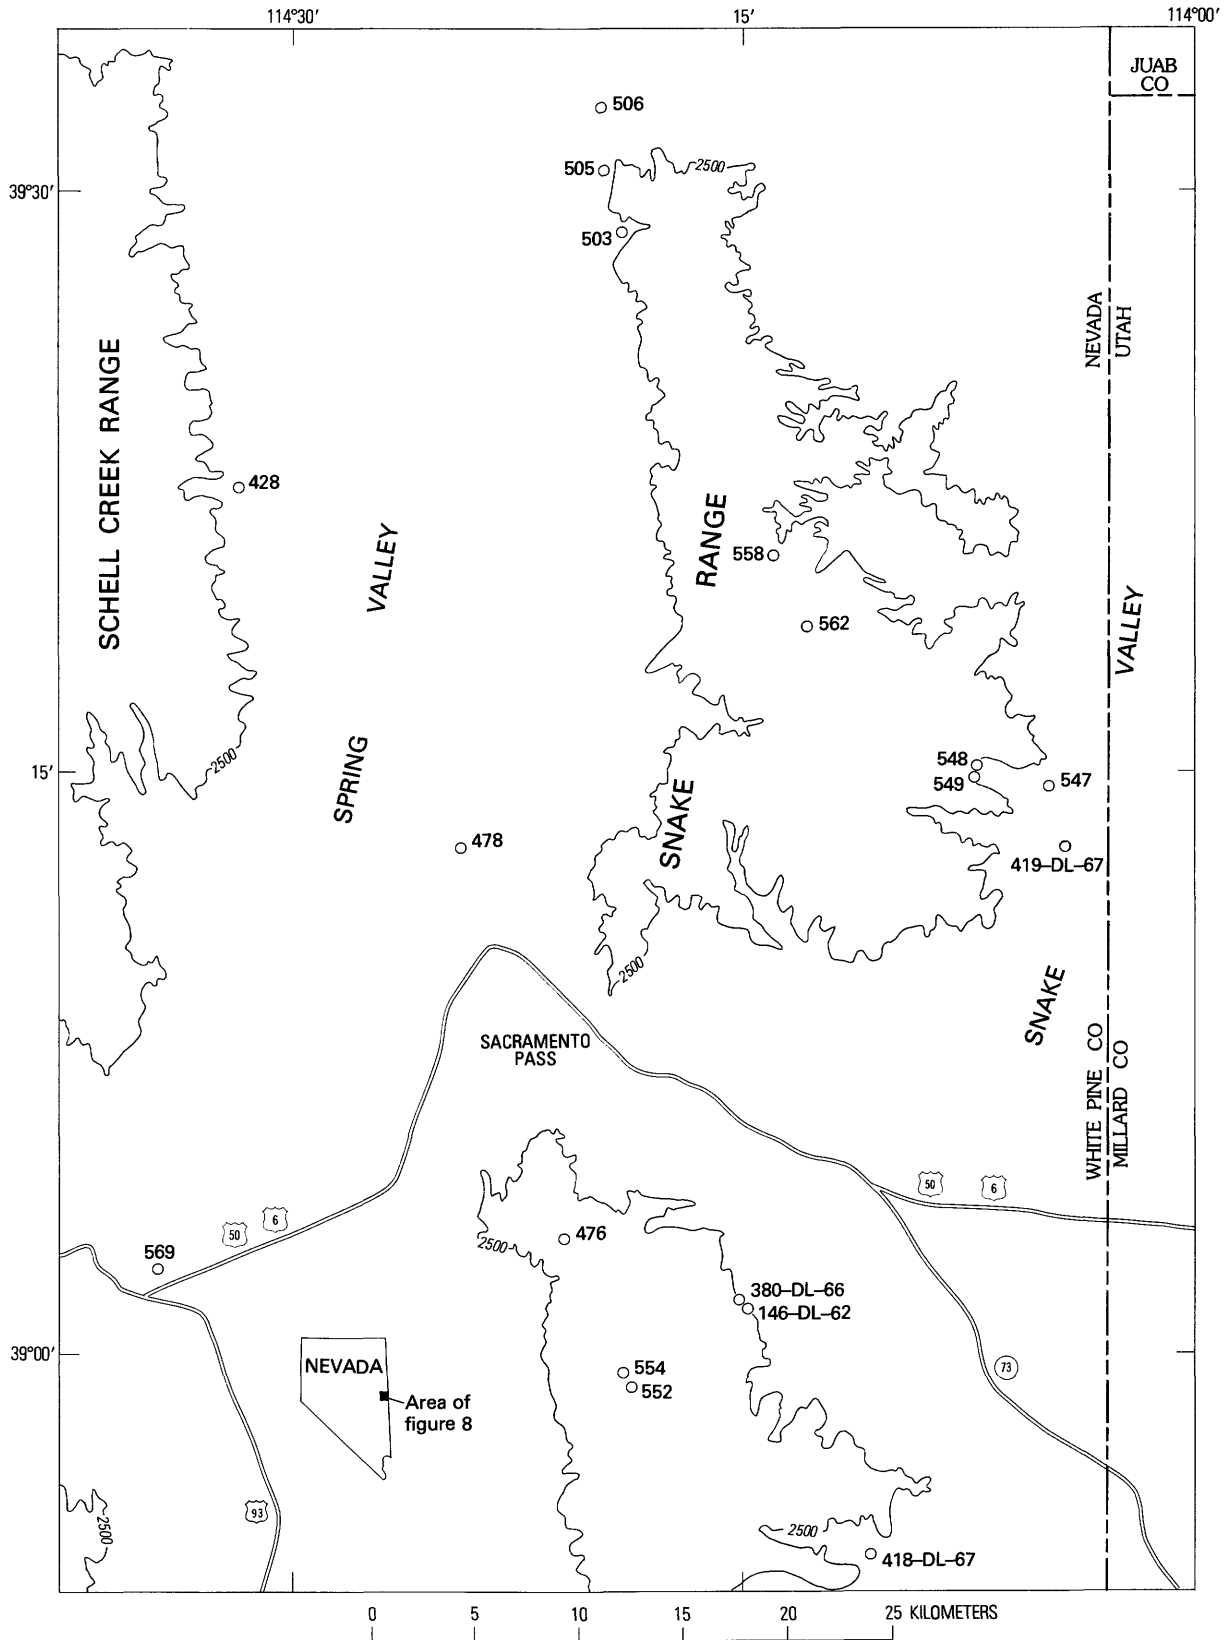 114°30′
15′
114°00′
JUAB
CO
506
505
2500
39°30′
503
NEVADA
UTAH
SCHELL CREEK RANGE
428
VALLEY
RANGE
558
562
VALLEY
2500
SPRING
548
549
547
15′
SNAKE
478
419–DL–67
2500
SNAKE
SACRAMENTO
PASS
WHITE PINE CO
MILLARD CO
50
6
50
6
569
476
2500
380–DL–66
146–DL–62
39°00′
NEVADA
Area of
figure 8
554
552
73
93
2500
2500
418–DL–67
0 5 10 15 20 25 KILOMETERS